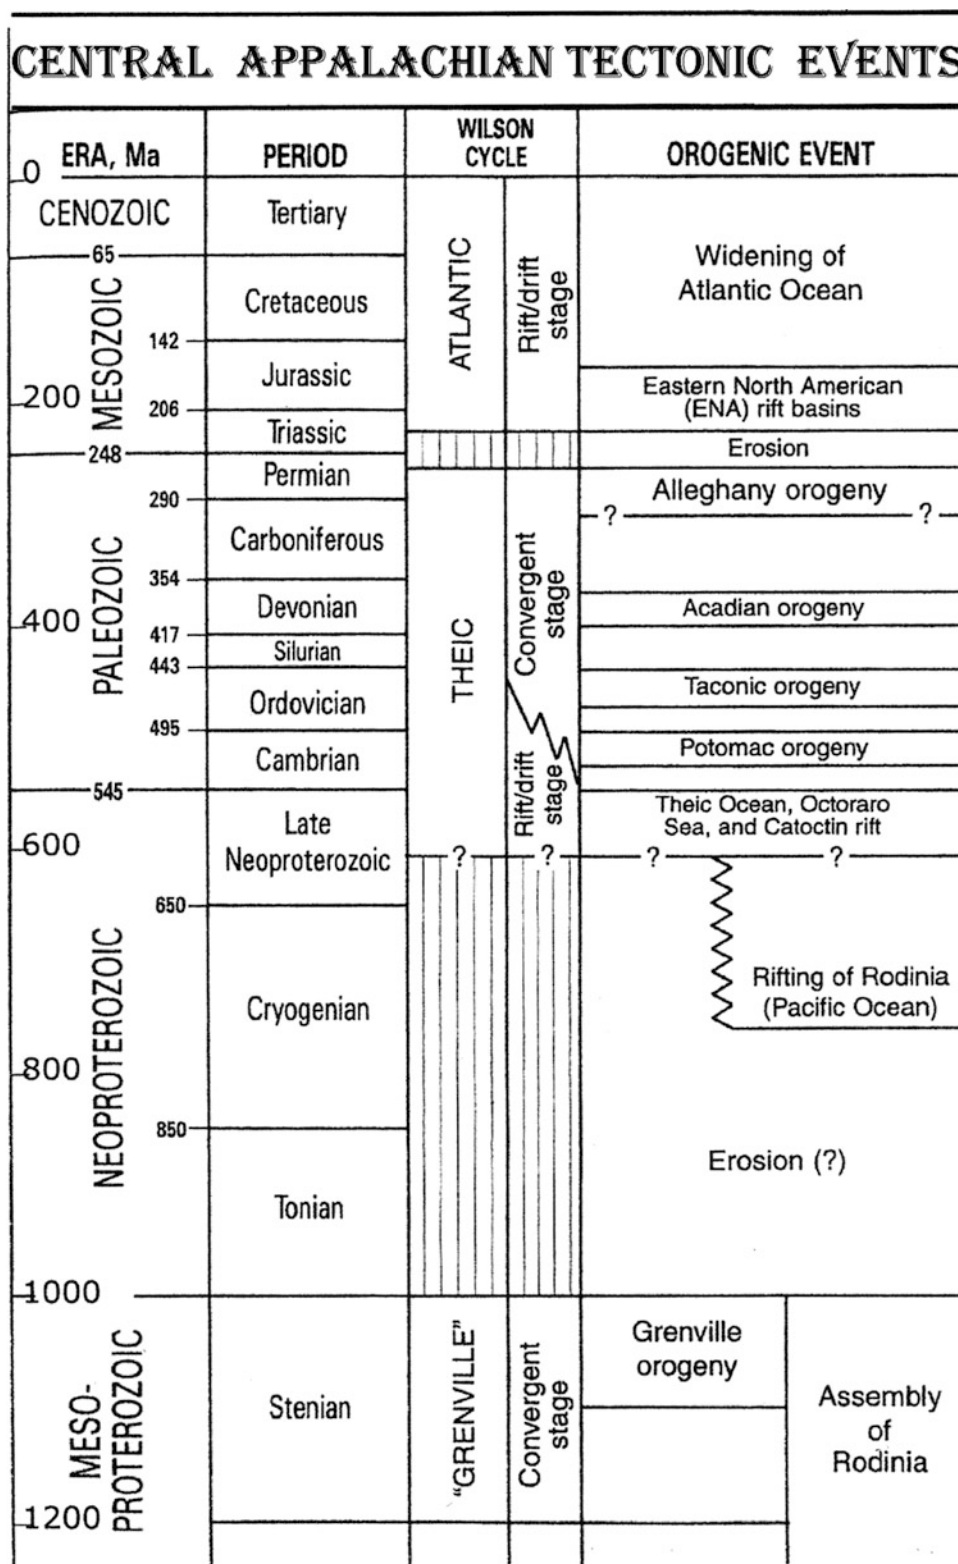 CENTRAL APPALACHIAN TECTONIC EVENTS
ERA, Ma
PERIOD
WILSON
CYCLE
OROGENIC EVENT
0
CENOZOIC
Tertiary
65
MESOZOIC
Cretaceous
142
Jurassic
200
206
Triassic
248
ATLANTIC
Rift/drift
stage
Widening of
Atlantic Ocean
Eastern North American
(ENA) rift basins
Erosion
PALEOZOIC
Permian
290
Carboniferous
354
Devonian
400
417
Silurian
443
Ordovician
495
Cambrian
545
THEIC
Convergent
stage
Rift/drift
stage
Alleghany orogeny
? ?
Acadian orogeny
Taconic orogeny
Potomac orogeny
Theic Ocean, Octoraro
Sea, and Catoctin rift
? ? ? ?
NEOPROTEROZOIC
Late
Neoproterozoic
600
650
Cryogenian
800
850
Tonian
1000
Rifting of Rodinia
(Pacific Ocean)
Erosion (?)
MESO-
PROTEROZOIC
Stenian
1200
"GRENVILLE"
Convergent
stage
Grenville
orogeny
Assembly
of
Rodinia